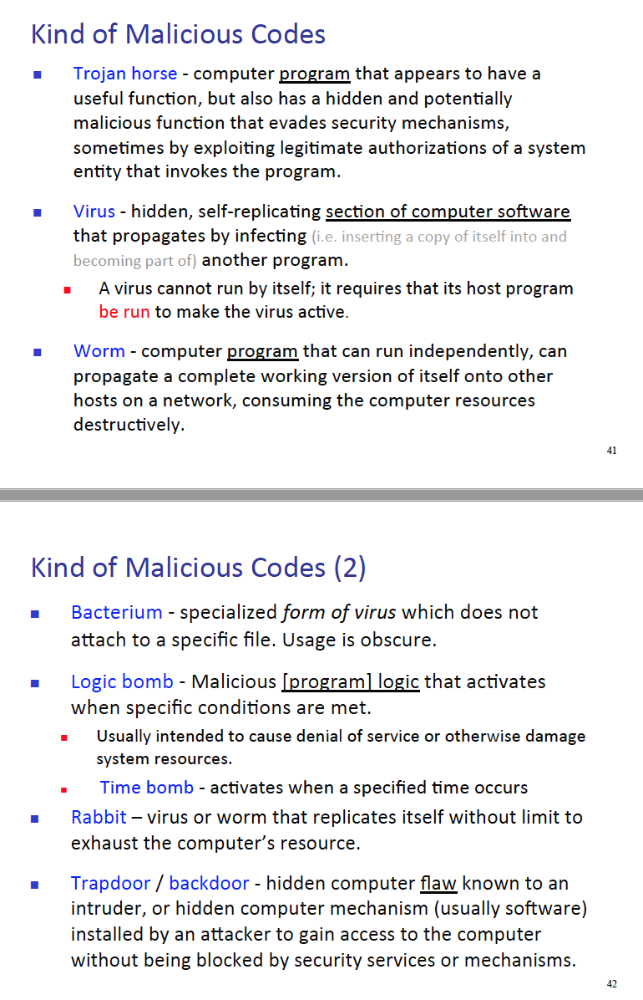 Kind of Malicious Codes
Trojan horse - computer program that appears to have a
useful function, but also has a hidden and potentially
malicious function that evades security mechanisms,
sometimes by exploiting legitimate authorizations of a system
entity that invokes the program.
Virus - hidden, self-replicating section of computer software
that propagates by infecting (i.e. inserting a copy of itself into and
becoming part of) another program.
A virus cannot run by itself; it requires that its host program
be run to make the virus active.
Worm - computer program that can run independently, can
propagate a complete working version of itself onto other
hosts on a network, consuming the computer resources
destructively.
41
Kind of Malicious Codes (2)
Bacterium - specialized form of virus which does not
attach to a specific file. Usage is obscure.
Logic bomb - Malicious [program] logic that activates
when specific conditions are met.
Usually intended to cause denial of service or otherwise damage
system resources.
Time bomb - activates when a specified time occurs
Rabbit – virus or worm that replicates itself without limit to
exhaust the computer’s resource.
Trapdoor / backdoor - hidden computer flaw known to an
intruder, or hidden computer mechanism (usually software)
installed by an attacker to gain access to the computer
without being blocked by security services or mechanisms.
42